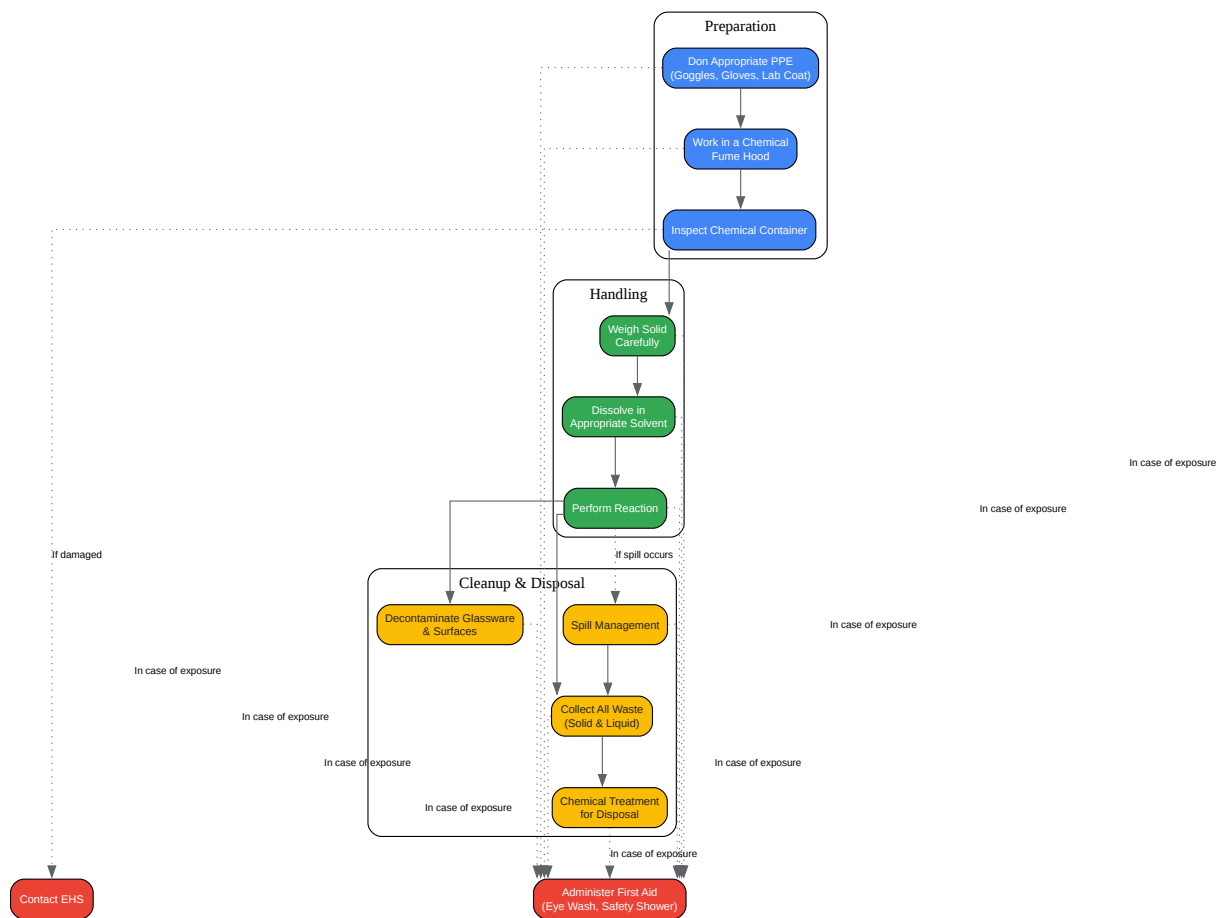 Preparation
Don Appropriate PPE
(Goggles, Gloves, Lab Coat)
Work in a Chemical
Fume Hood
Inspect Chemical Container
Handling
Weigh Solid
Carefully
Dissolve in
Appropriate Solvent
In case of exposure
Perform Reaction
In case of exposure
If damaged
If spill occurs
Cleanup & Disposal
Decontaminate Glassware
& Surfaces
Spill Management
In case of exposure
In case of exposure
Collect All Waste
(Solid & Liquid)
In case of exposure
In case of exposure
In case of exposure
Chemical Treatment
for Disposal
In case of exposure
In case of exposure
Contact EHS
Administer First Aid
(Eye Wash, Safety Shower)